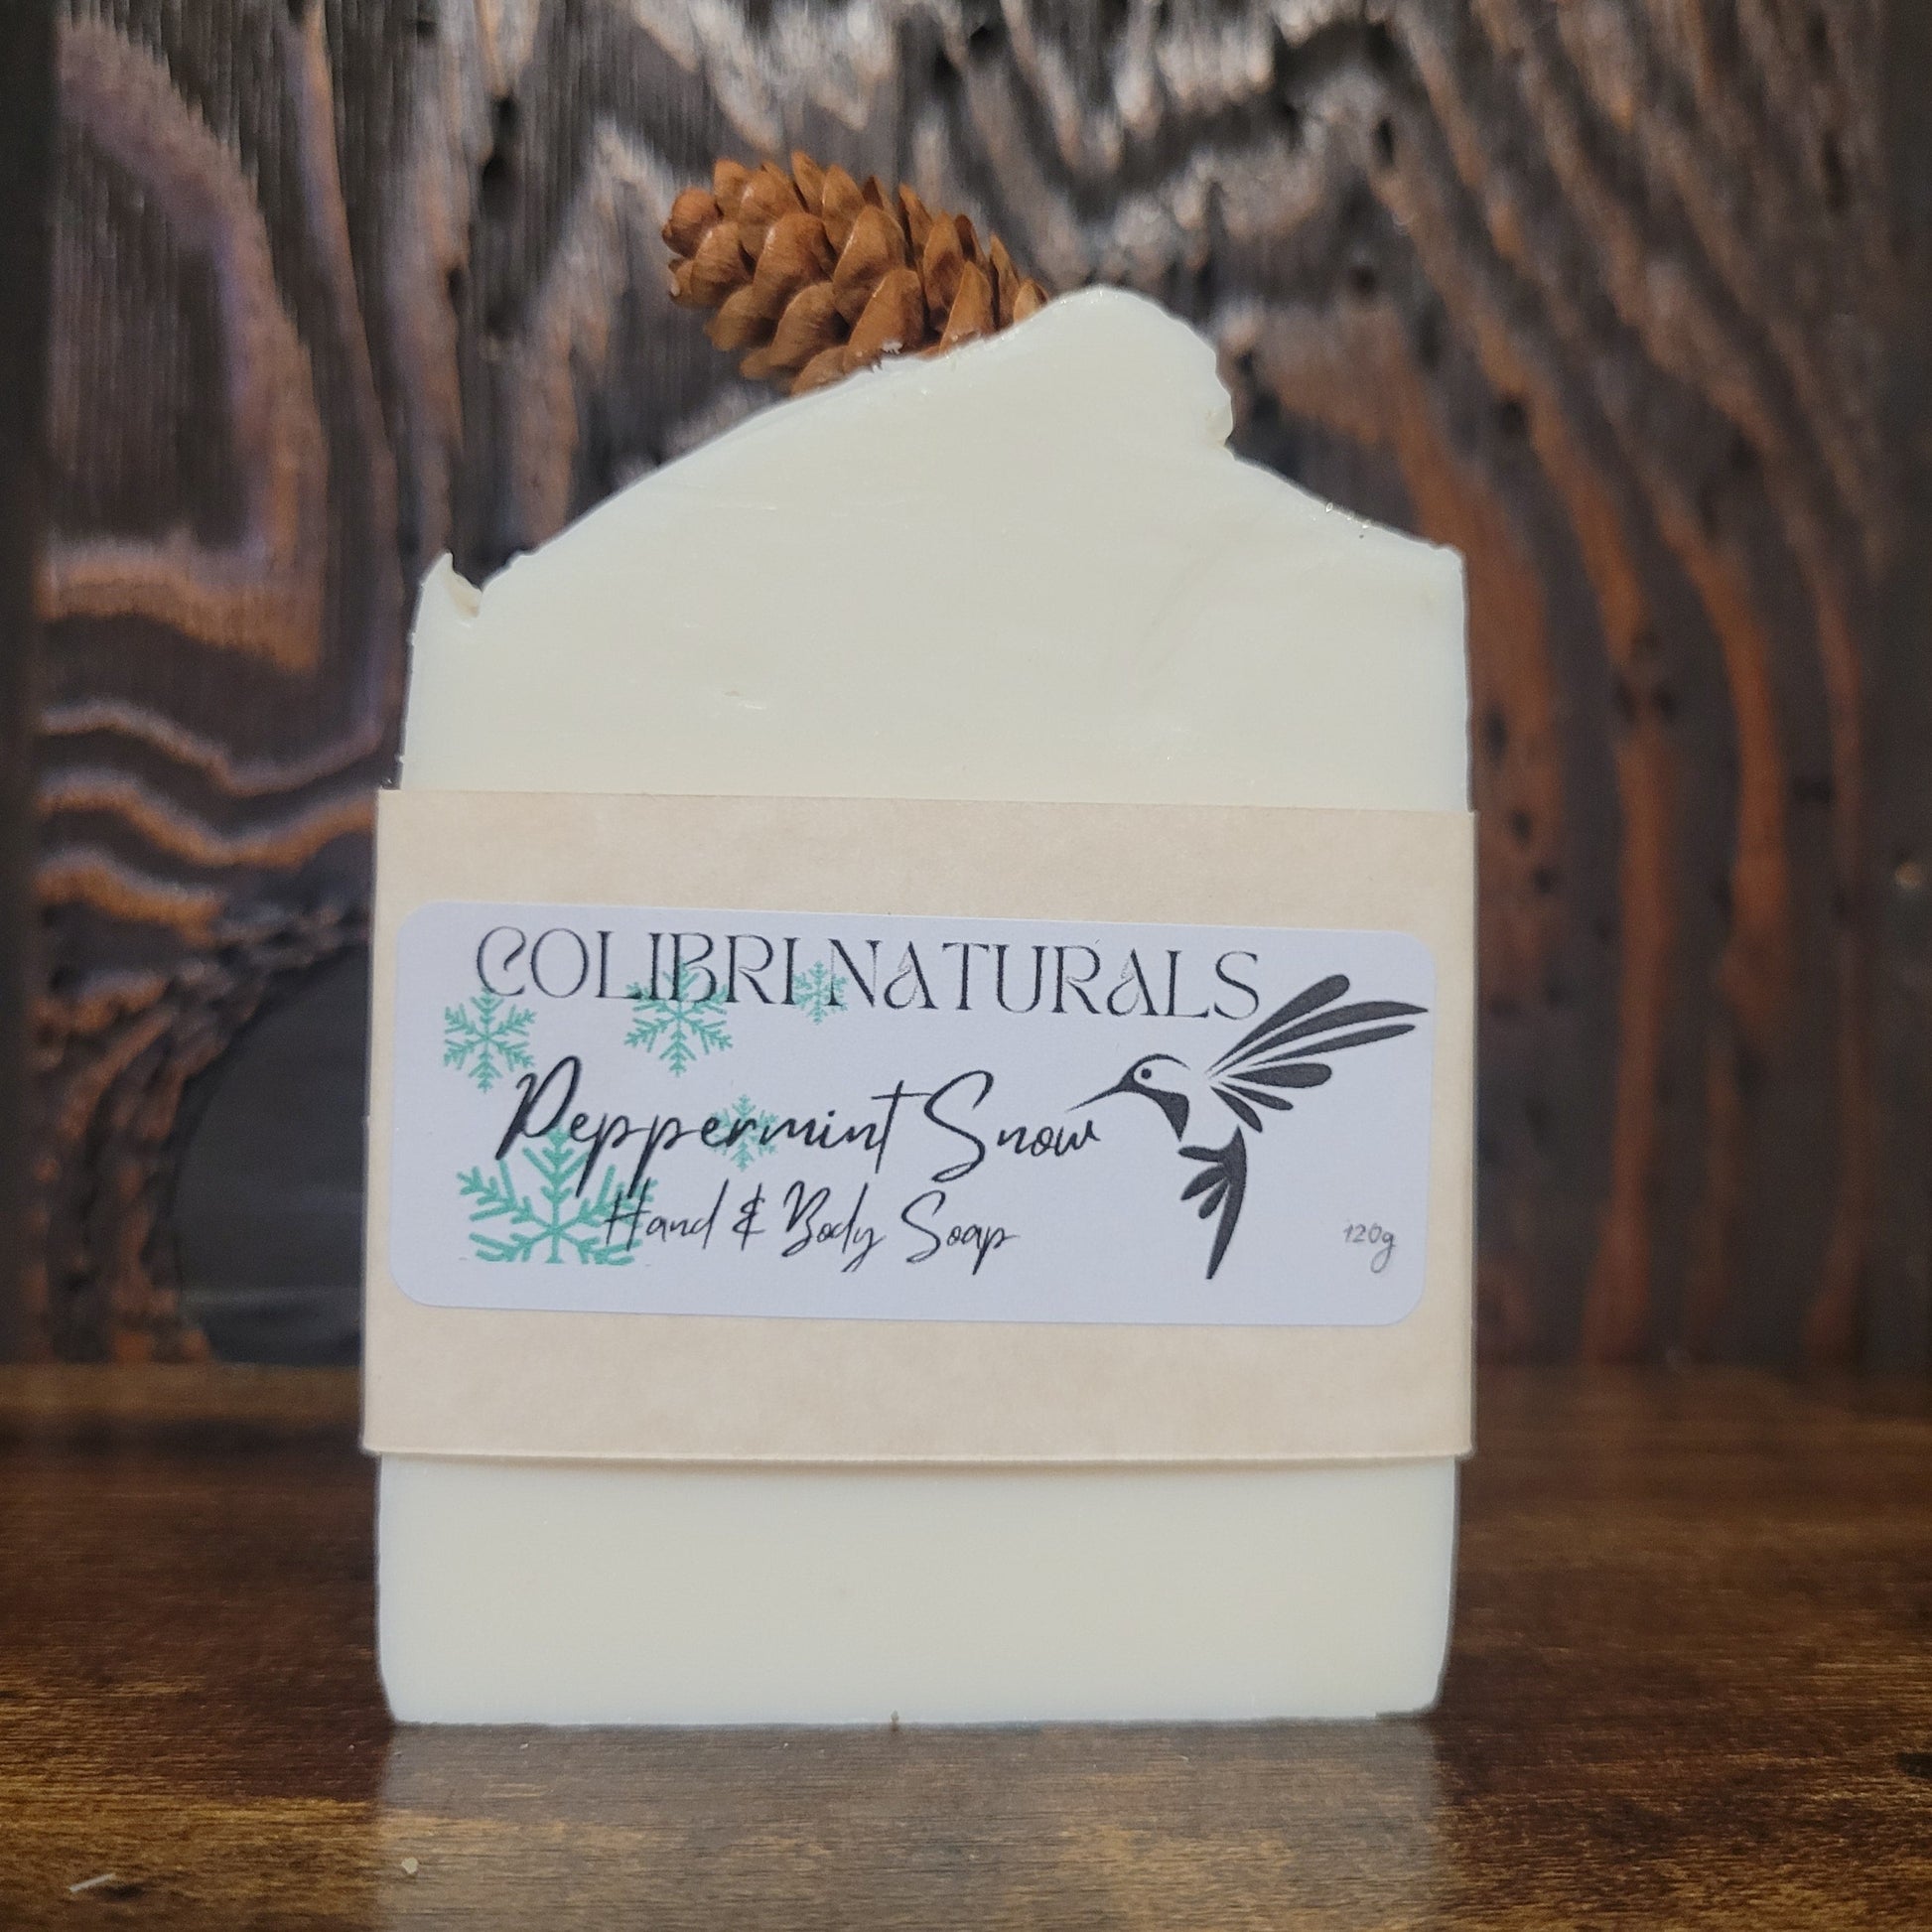 COLIBRI NATURALS
Peppermint Snow
Hand & Body Soap
120g